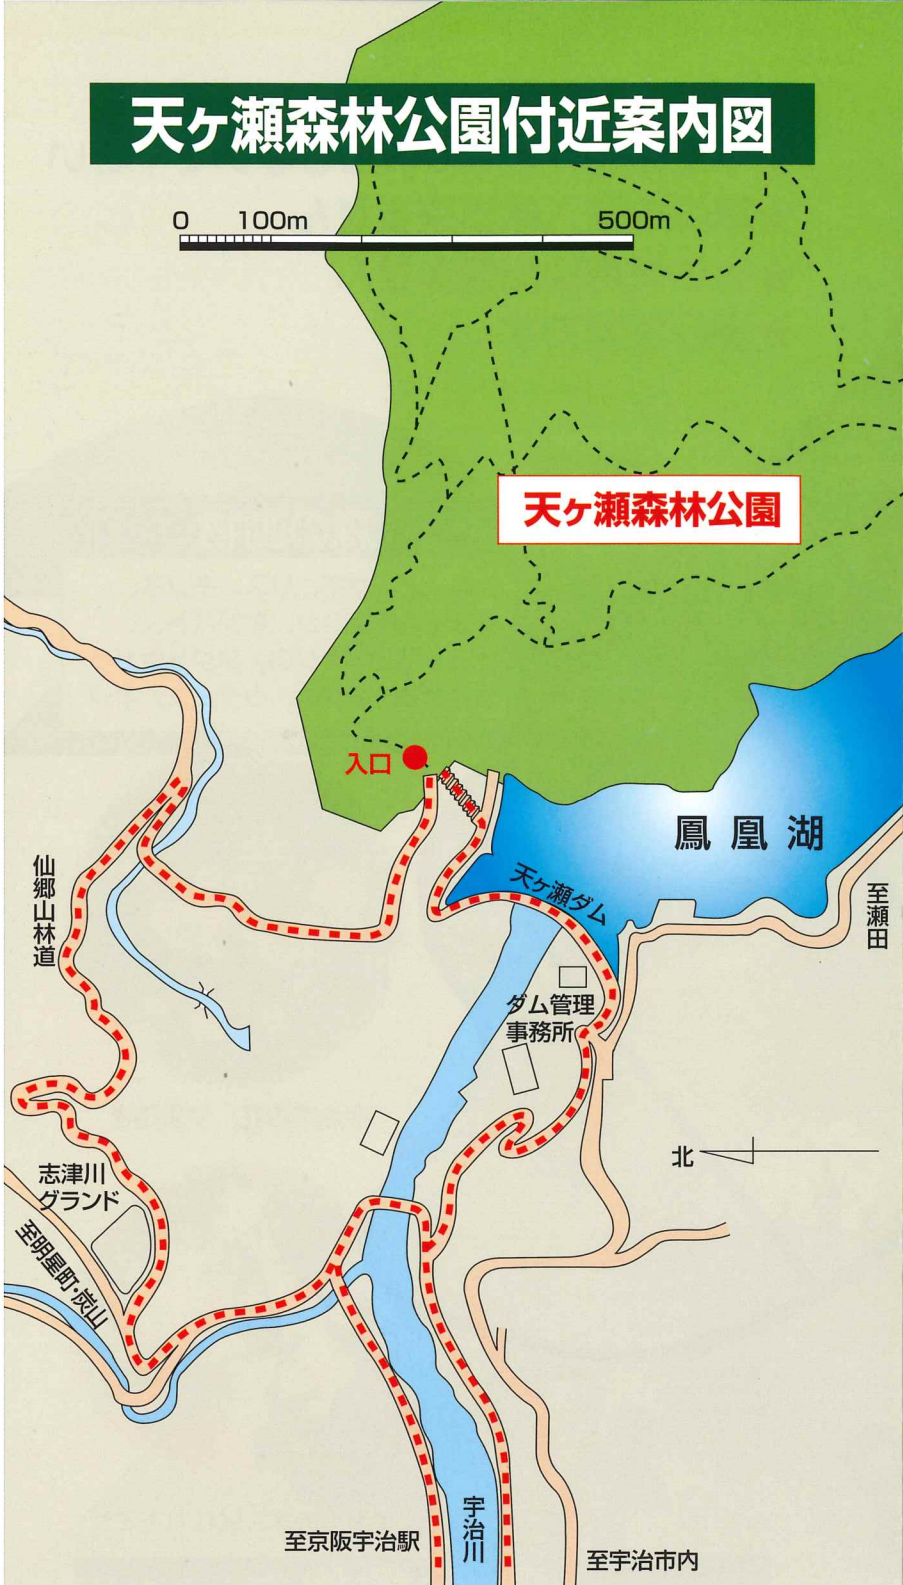 天ヶ瀬森林公園付近案内図
0 100m 500m
天ヶ瀬森林公園
入口
鳳凰湖
天ヶ瀬ダム
至瀬田
仙郷山林道
ダム管理
事務所
北
志津川
グランド
至明星町・炭山
至京阪宇治駅
宇治川
至宇治市内